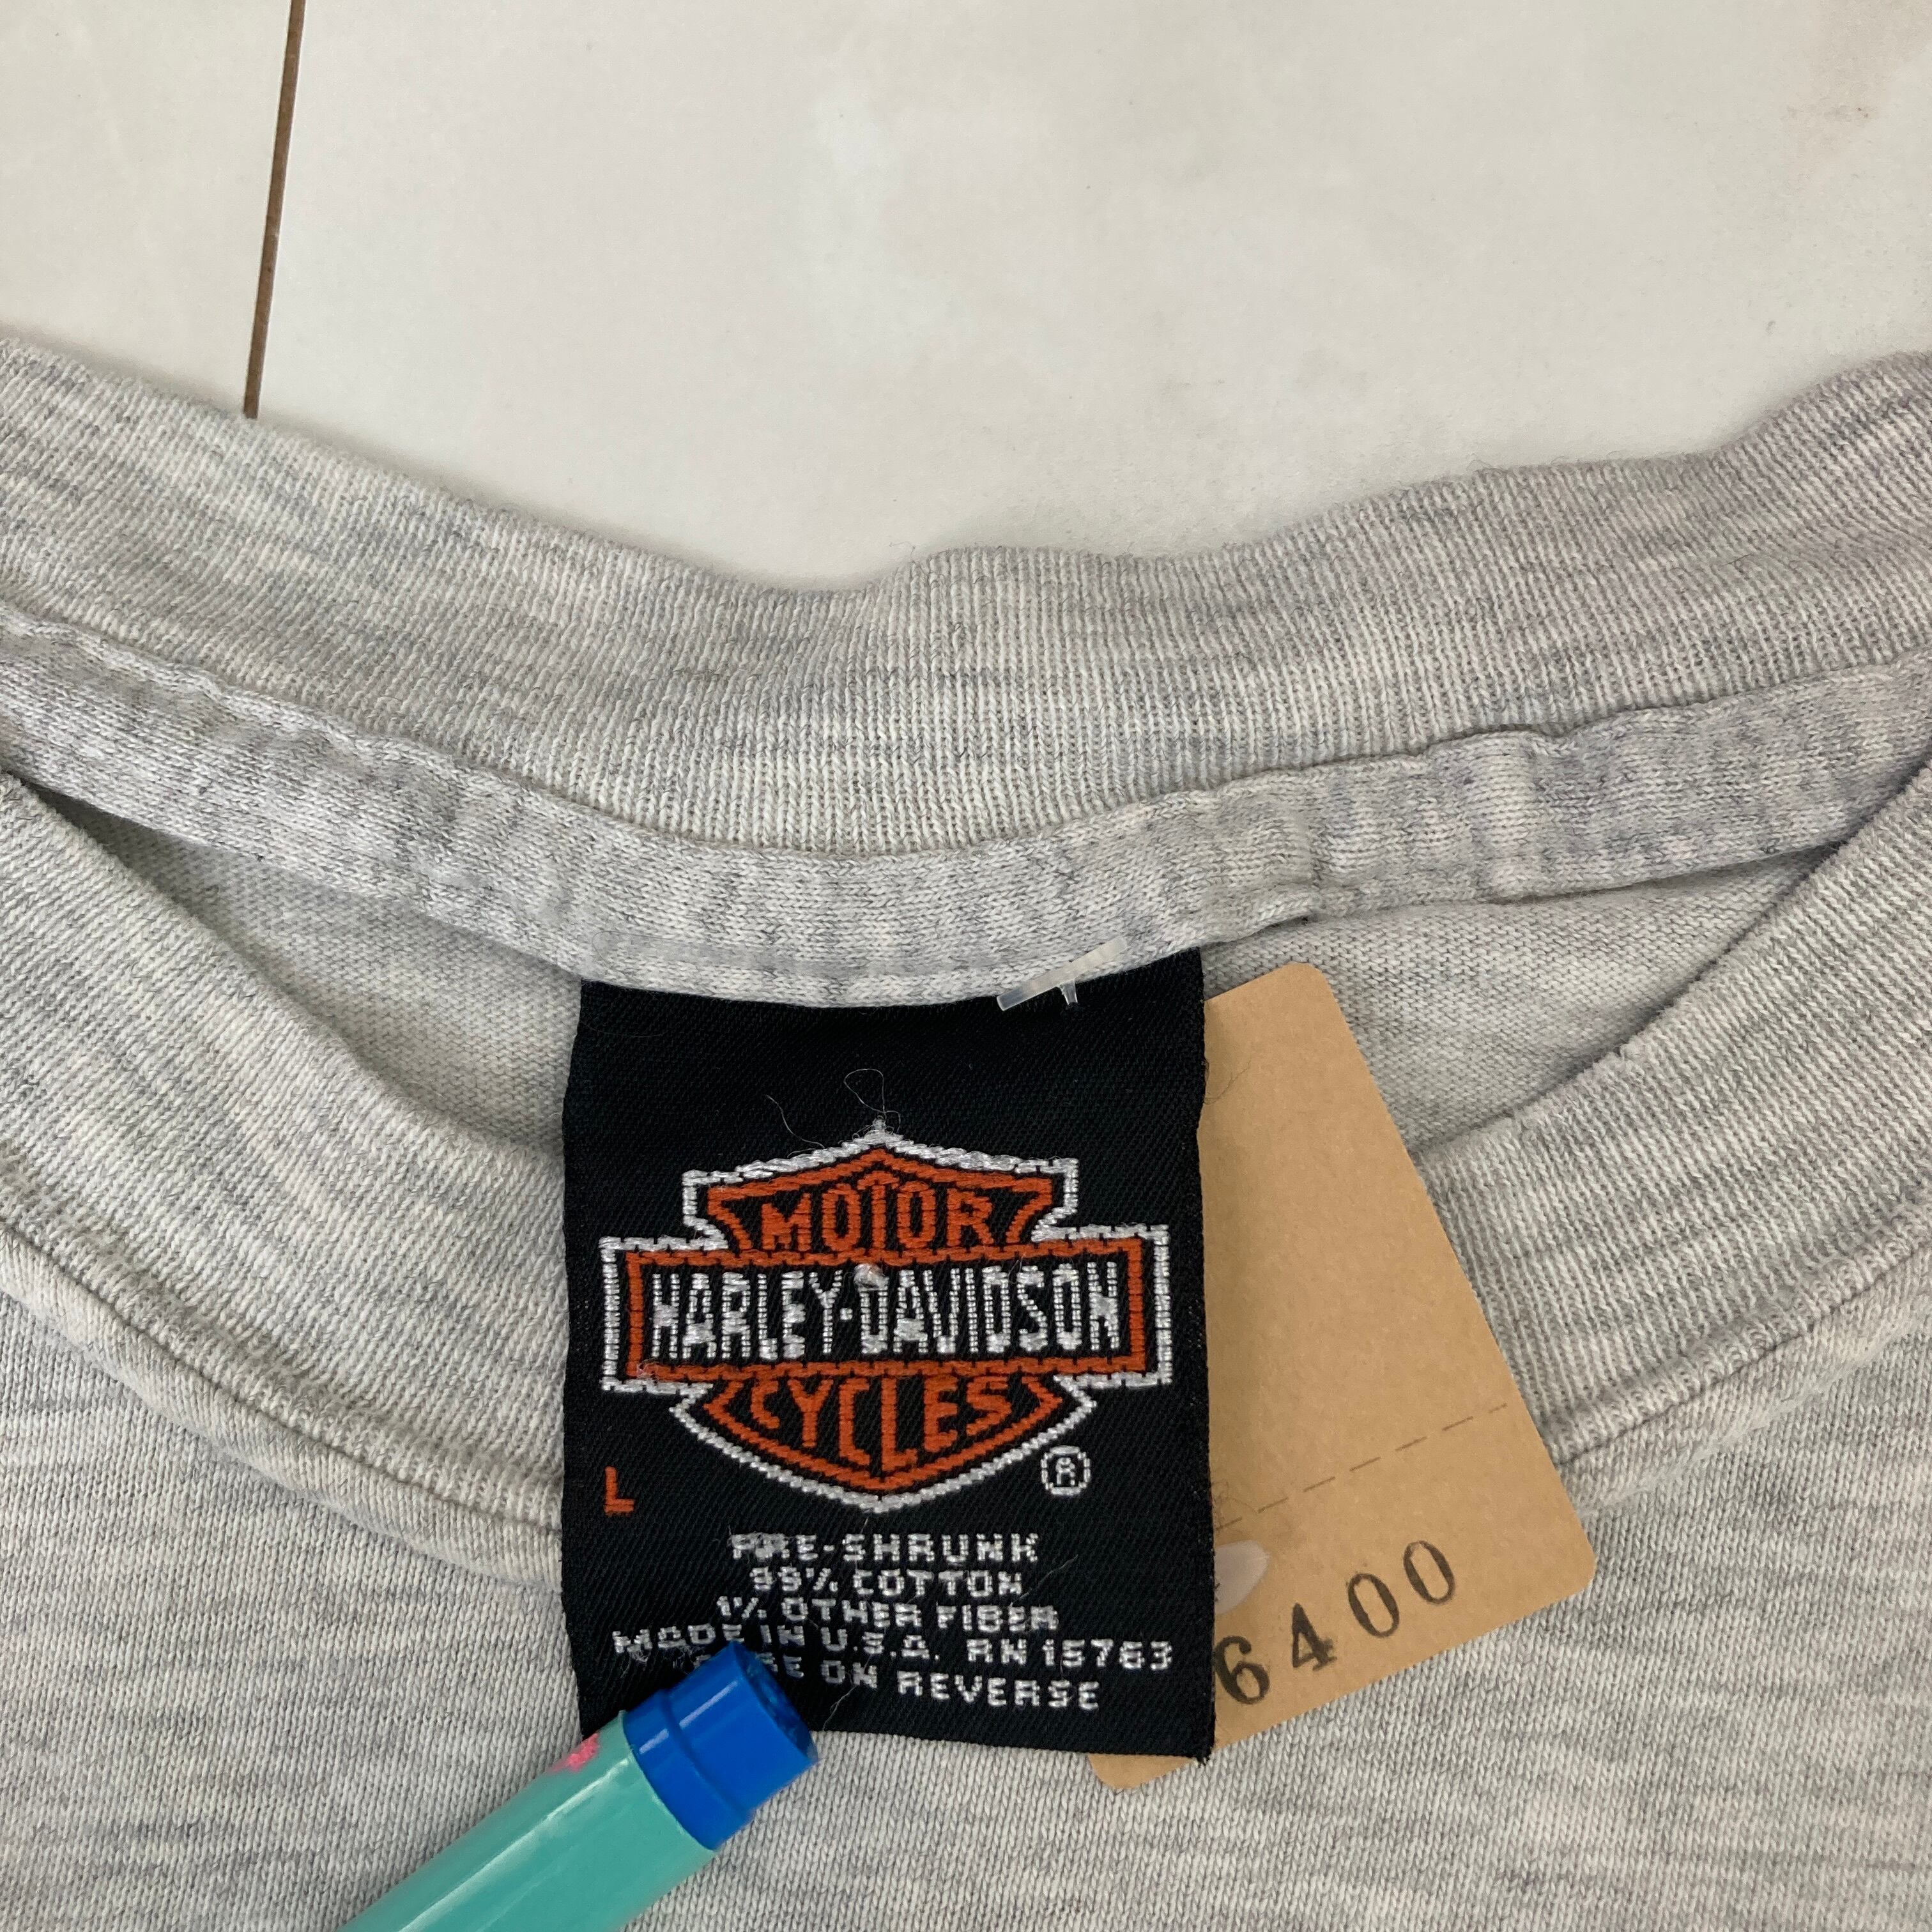 MOTOR
HARLEY-DAVIDSON
CYCLES
®
L
PRE-SHRUNK
99% COTTON
1% OTHER FIBER
MADE IN U.S.A. RN 15763
ON REVERSE
6400